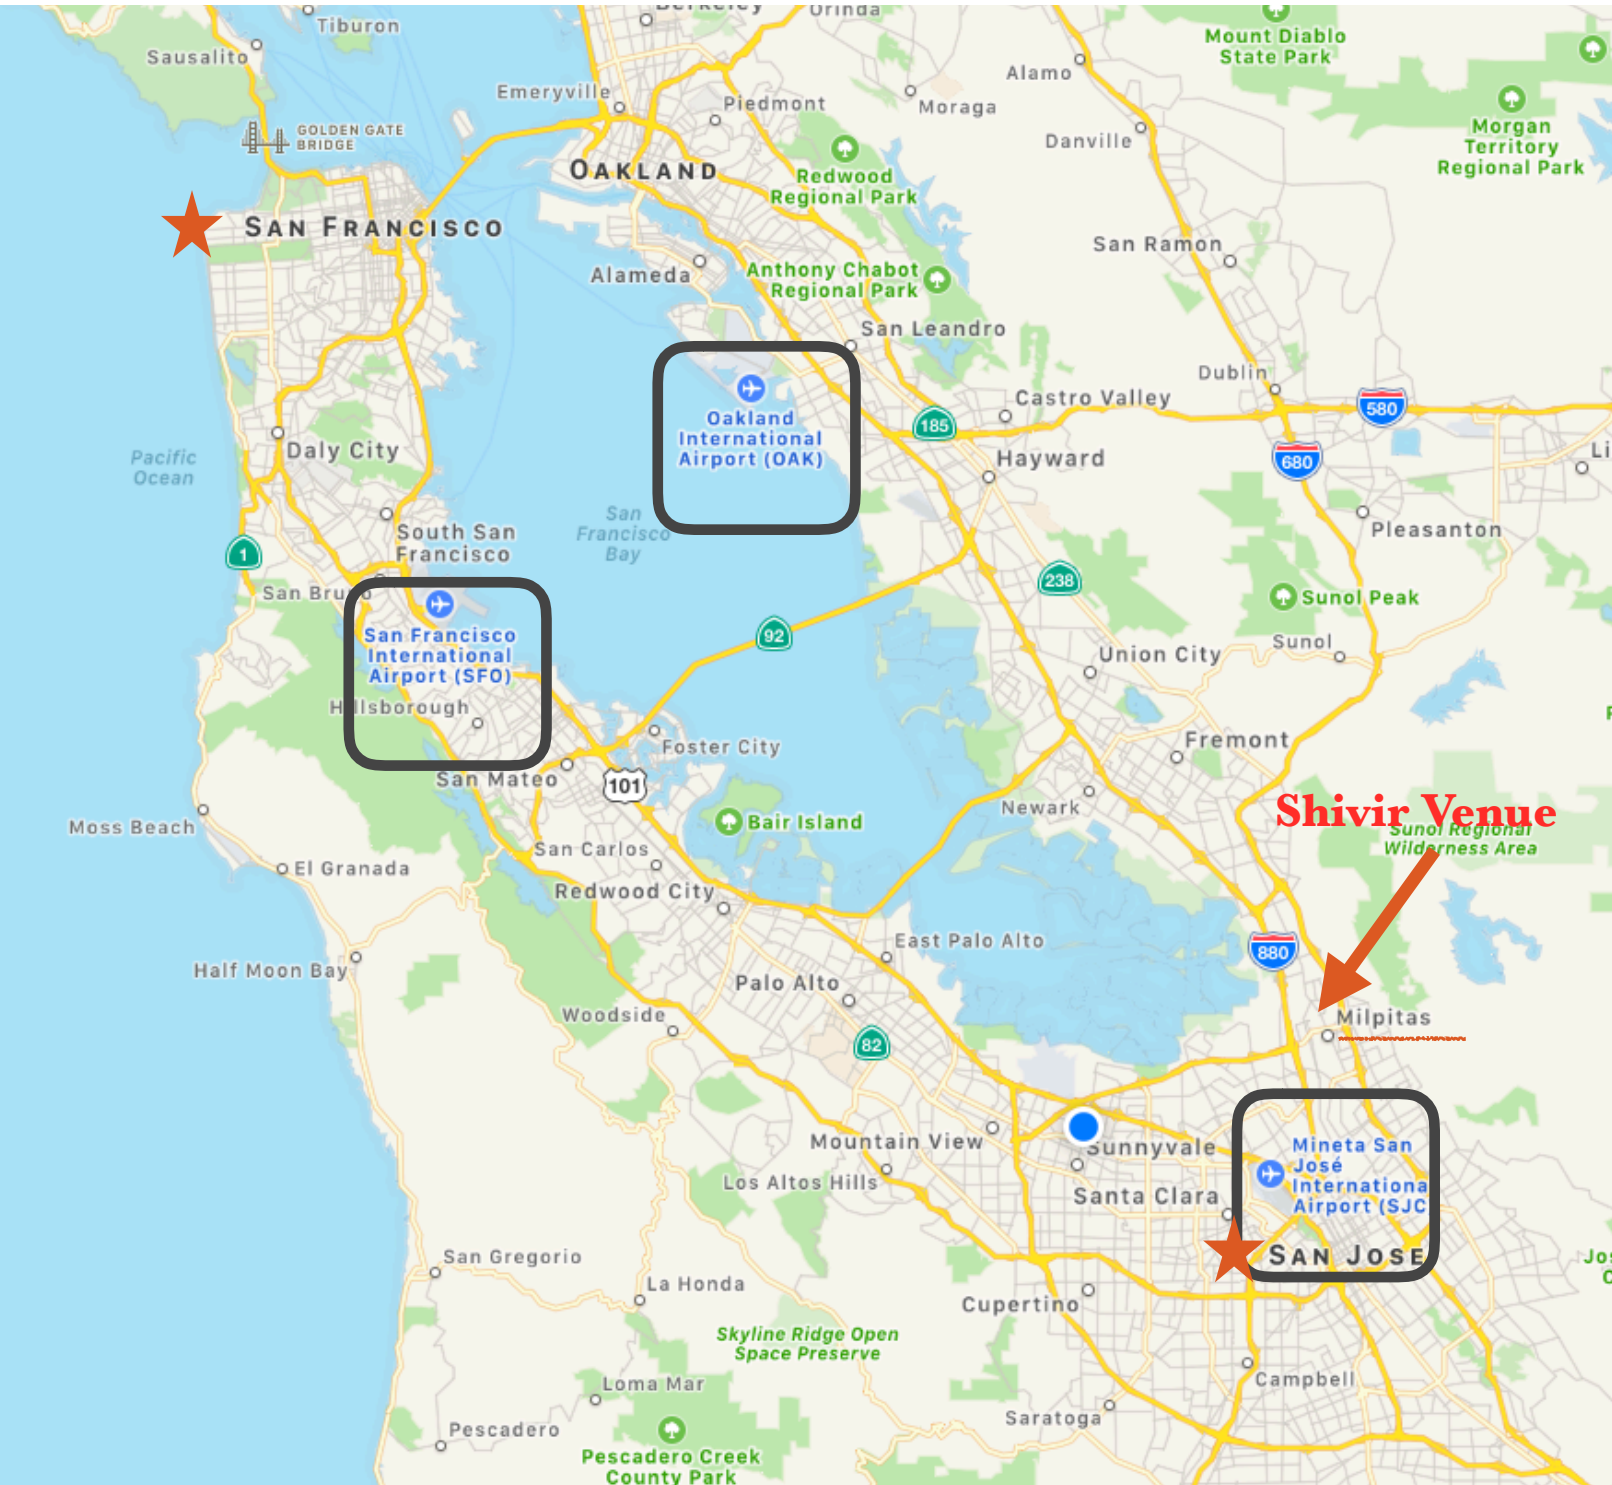 Berkeley
Orinda
Tiburon
Sausalito
Mount Diablo
State Park
Alamo
Emeryville
Piedmont
Moraga
GOLDEN GATE
BRIDGE
Danville
Morgan
Territory
Regional Park
OAKLAND
Redwood
Regional Park
SAN FRANCISCO
San Ramon
Alameda
Anthony Chabot
Regional Park
San Leandro
Dublin
Castro Valley
580
185
Oakland
International
Airport (OAK)
Daly City
Pacific
Ocean
Hayward
680
Li
San
Francisco
Bay
South San
Francisco
Pleasanton
1
238
San Bruno
Sunol Peak
San Francisco
International
Airport (SFO)
92
Sunol
Union City
Hillsborough
Foster City
Fremont
San Mateo
101
Newark
Shivir Venue
Moss Beach
Bair Island
Sunol Regional
Wilderness Area
San Carlos
El Granada
Redwood City
East Palo Alto
880
Half Moon Bay
Palo Alto
Woodside
Milpitas
82
Mountain View
Sunnyvale
Mineta San
José
Internationa
Airport (SJC
Los Altos Hills
Santa Clara
San Gregorio
SAN JOSE
Jos
C
La Honda
Cupertino
Skyline Ridge Open
Space Preserve
Loma Mar
Campbell
Saratoga
Pescadero
Pescadero Creek
County Park